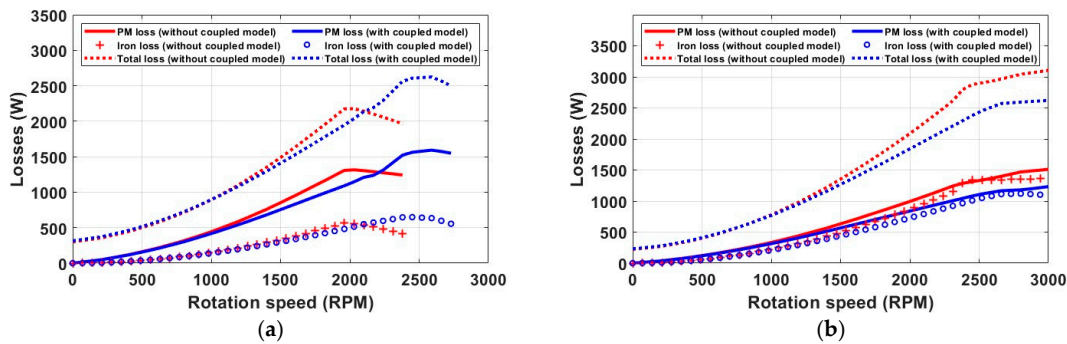 3500
3000
2500
2000
1500
1000
500
0
Losses (W)
PM loss (without coupled model)
Iron loss (without coupled model)
Total loss (without coupled model)
PM loss (with coupled model)
Iron loss (with coupled model)
Total loss (with coupled model)
0 500 1000 1500 2000 2500 3000
Rotation speed (RPM)
(a)
3500
3000
2500
2000
1500
1000
500
0
Losses (W)
PM loss (without coupled model)
Iron loss (without coupled model)
Total loss (without coupled model)
PM loss (with coupled model)
Iron loss (with coupled model)
Total loss (with coupled model)
0 500 1000 1500 2000 2500 3000
Rotation speed (RPM)
(b)